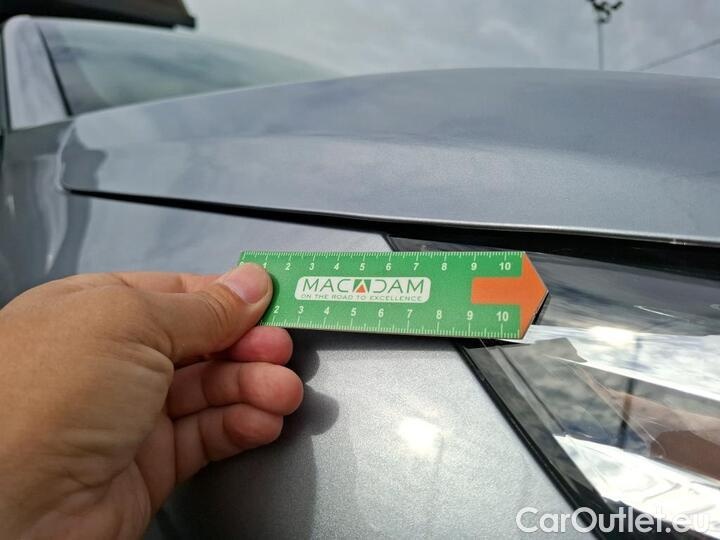 1 2 3 4 5 6 7 8 9 10
MACADAM
ON THE ROAD TO EXCELLENCE
2 3 4 5 6 7 8 9 10
CarOutlet.eu